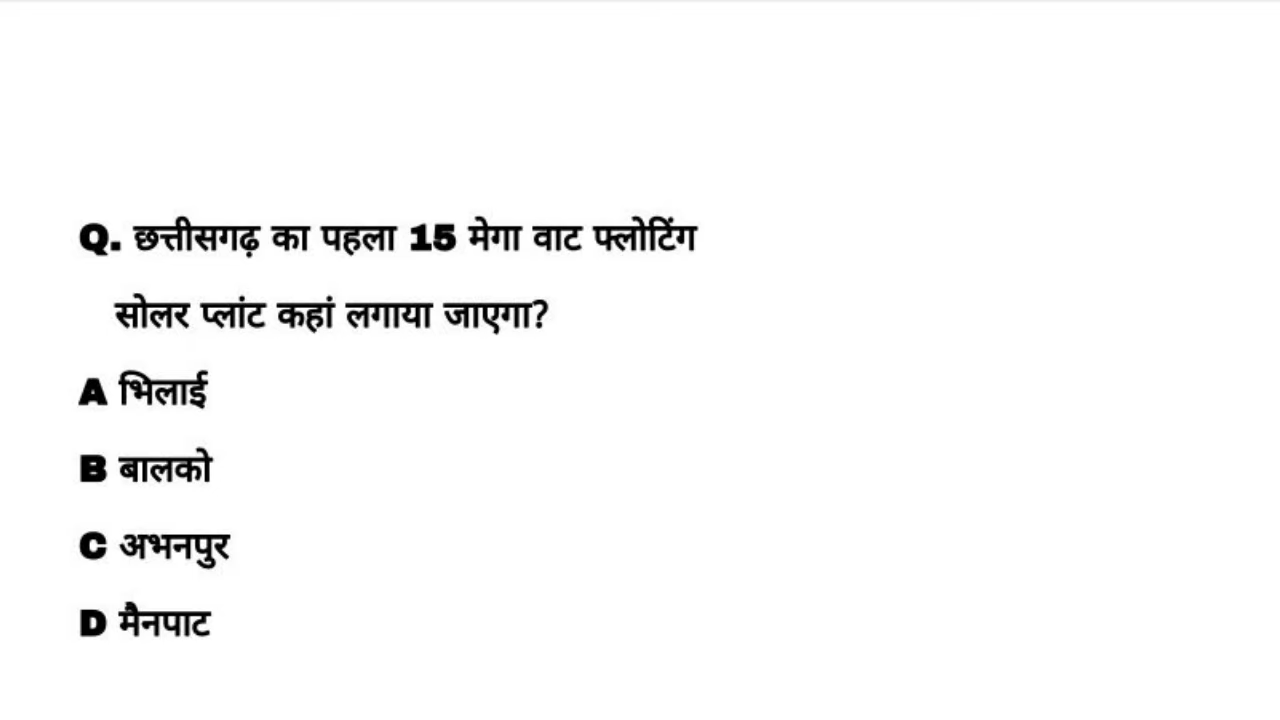 Q. छत्तीसगढ़ का पहला 15 मेगा वाट फ्लोटिंग
सोलर प्लांट कहां लगाया जाएगा?
A भिलाई
B बालको
C अभनपुर
D मैनपाट